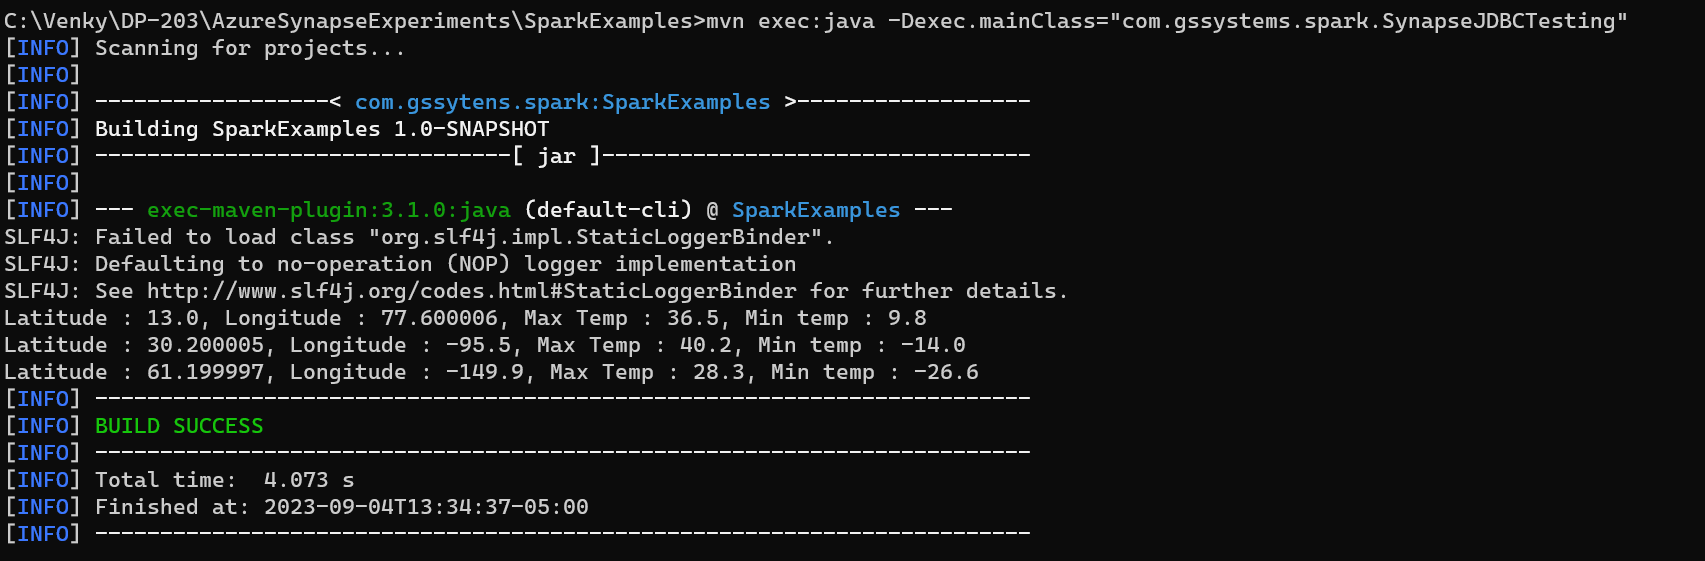 C:\Venky\DP-203\AzureSynapseExperiments\SparkExamples>mvn exec:java -Dexec.mainClass="com.gssystems.spark.SynapseJDBCTesting"
[INFO] Scanning for projects...
[INFO]
[INFO] ------------------< com.gssytens.spark:SparkExamples >------------------
[INFO] Building SparkExamples 1.0-SNAPSHOT
[INFO] --------------------------------[ jar ]---------------------------------
[INFO]
[INFO] --- exec-maven-plugin:3.1.0:java (default-cli) @ SparkExamples ---
SLF4J: Failed to load class "org.slf4j.impl.StaticLoggerBinder".
SLF4J: Defaulting to no-operation (NOP) logger implementation
SLF4J: See http://www.slf4j.org/codes.html#StaticLoggerBinder for further details.
Latitude : 13.0, Longitude : 77.600006, Max Temp : 36.5, Min temp : 9.8
Latitude : 30.200005, Longitude : -95.5, Max Temp : 40.2, Min temp : -14.0
Latitude : 61.199997, Longitude : -149.9, Max Temp : 28.3, Min temp : -26.6
[INFO] ------------------------------------------------------------------------
[INFO] BUILD SUCCESS
[INFO] ------------------------------------------------------------------------
[INFO] Total time:  4.073 s
[INFO] Finished at: 2023-09-04T13:34:37-05:00
[INFO] ------------------------------------------------------------------------